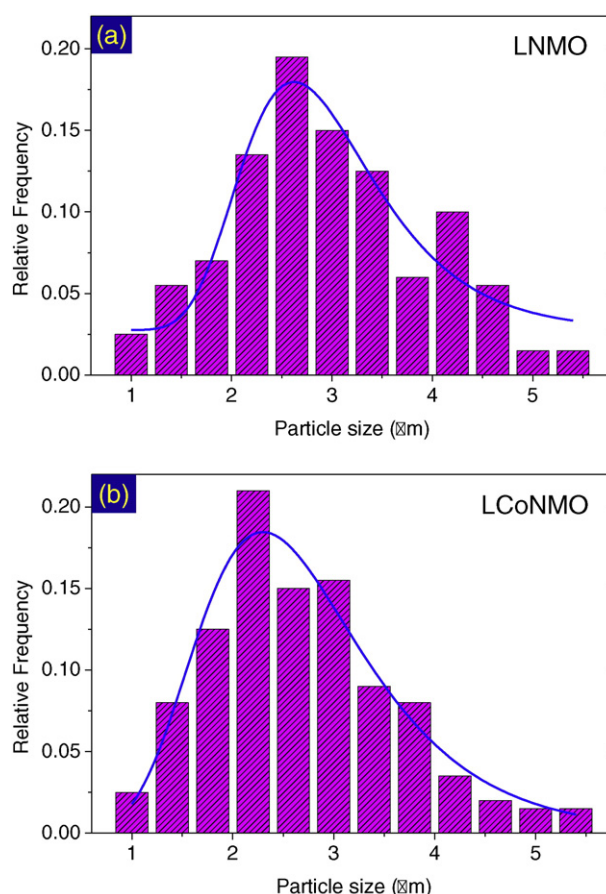 (a)
LNMO
Relative Frequency
0.20
0.15
0.10
0.05
0.00
1 2 3 4 5
Particle size (□m)
(b)
LCoNMO
Relative Frequency
0.20
0.15
0.10
0.05
0.00
1 2 3 4 5
Particle size (□m)